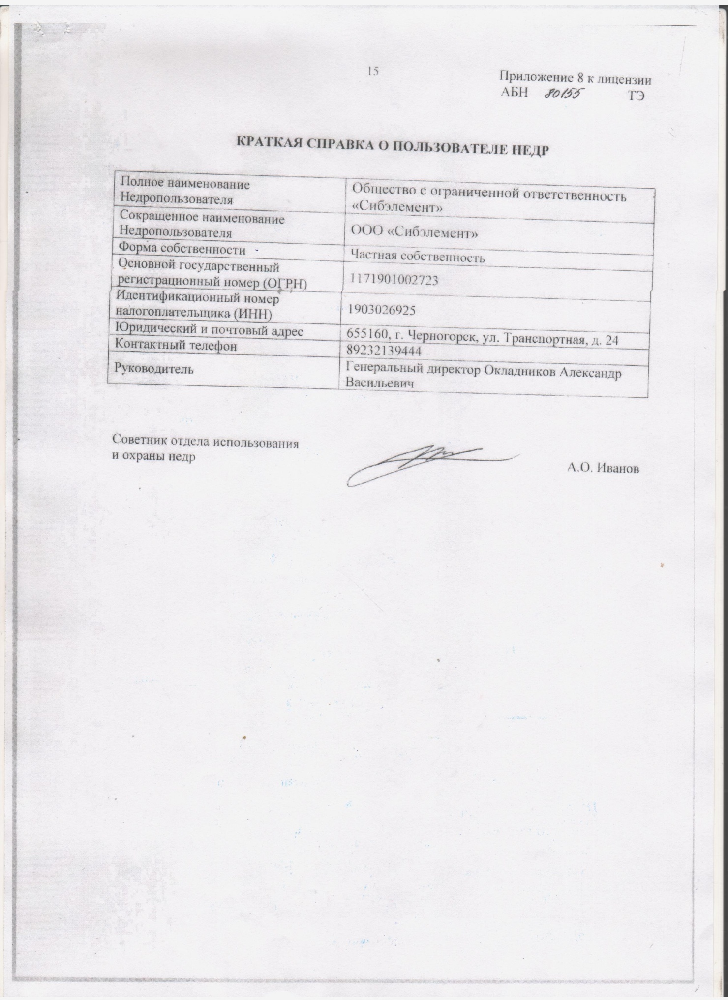 15
Приложение 8 к лицензии
АБН 80155 ТЭ
КРАТКАЯ СПРАВКА О ПОЛЬЗОВАТЕЛЕ НЕДР
Полное наименование
Недропользователя
Общество с ограниченной ответственность
«Сибэлемент»
Сокращенное наименование
Недропользователя
ООО «Сибэлемент»
Форма собственности
Частная собственность
Основной государственный
регистрационный номер (ОГРН)
1171901002723
Идентификационный номер
налогоплательщика (ИНН)
1903026925
Юридический и почтовый адрес
655160, г. Черногорск, ул. Транспортная, д. 24
Контактный телефон
89232139444
Руководитель
Генеральный директор Окладников Александр
Васильевич
Советник отдела использования
и охраны недр
А.О. Иванов